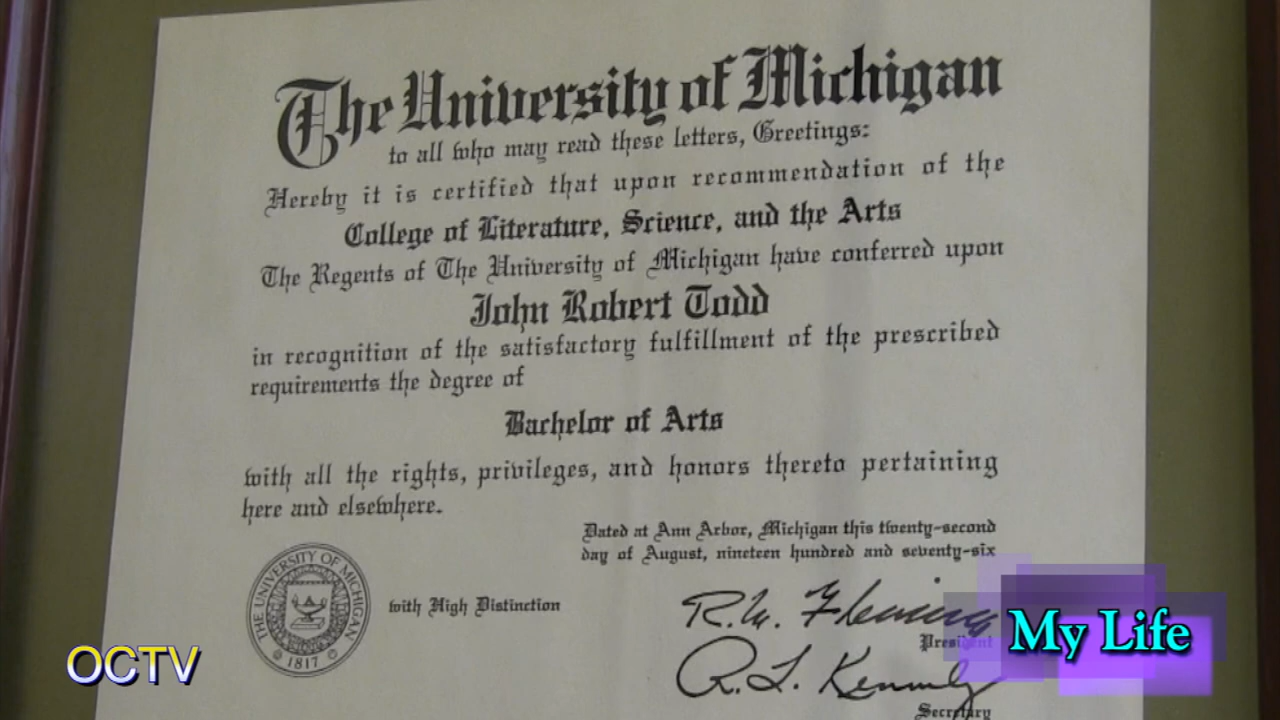 The University of Michigan
to all who may read these letters, Greetings:
Hereby it is certified that upon recommendation of the
College of Literature, Science, and the Arts
The Regents of The University of Michigan have conferred upon
John Robert Todd
in recognition of the satisfactory fulfillment of the prescribed
requirements the degree of
Bachelor of Arts
with all the rights, privileges, and honors thereto pertaining
here and elsewhere.
Dated at Ann Arbor, Michigan this twenty-second
day of August, nineteen hundred and seventy-six
THE UNIVERSITY OF MICHIGAN
1817
with High Distinction
R.W. Fleming
President
R. L. Kennedy
Secretary
OCTV
My Life